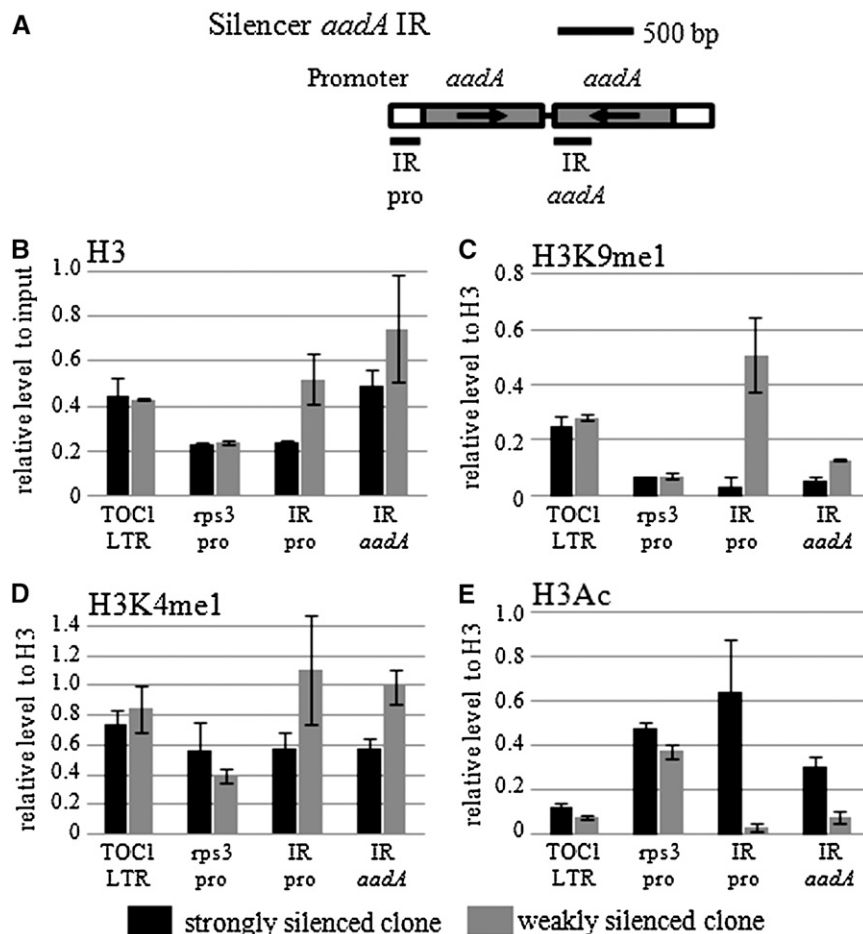 A
Silencer aadA IR
500 bp
Promoter aadA aadA
IR IR
pro aadA
B H3
relative level to input
1.0
0.8
0.6
0.4
0.2
0
TOC1 rps3 IR IR
LTR pro pro aadA
C H3K9me1
relative level to H3
0.8
0.6
0.4
0.2
0
TOC1 rps3 IR IR
LTR pro pro aadA
D H3K4me1
relative level to H3
1.4
1.2
1.0
0.8
0.6
0.4
0.2
0
TOC1 rps3 IR IR
LTR pro pro aadA
E H3Ac
relative level to H3
1.0
0.8
0.6
0.4
0.2
0
TOC1 rps3 IR IR
LTR pro pro aadA
strongly silenced clone weakly silenced clone